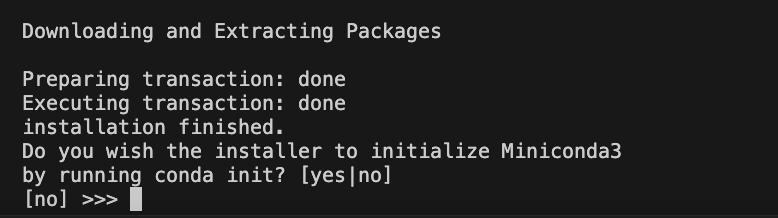 Downloading and Extracting Packages
Preparing transaction: done
Executing transaction: done
installation finished.
Do you wish the installer to initialize Miniconda3
by running conda init? [yes|no]
[no] >>>